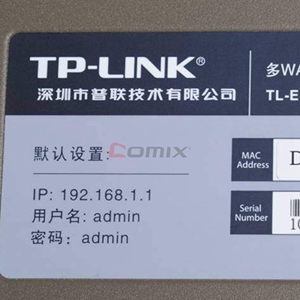 TP-LINK®
深圳市普联技术有限公司
多WA
TL-E
COMIX
默认设置:
MAC Address D
IP: 192.168.1.1
用户名: admin
密码: admin
Serial Number 10